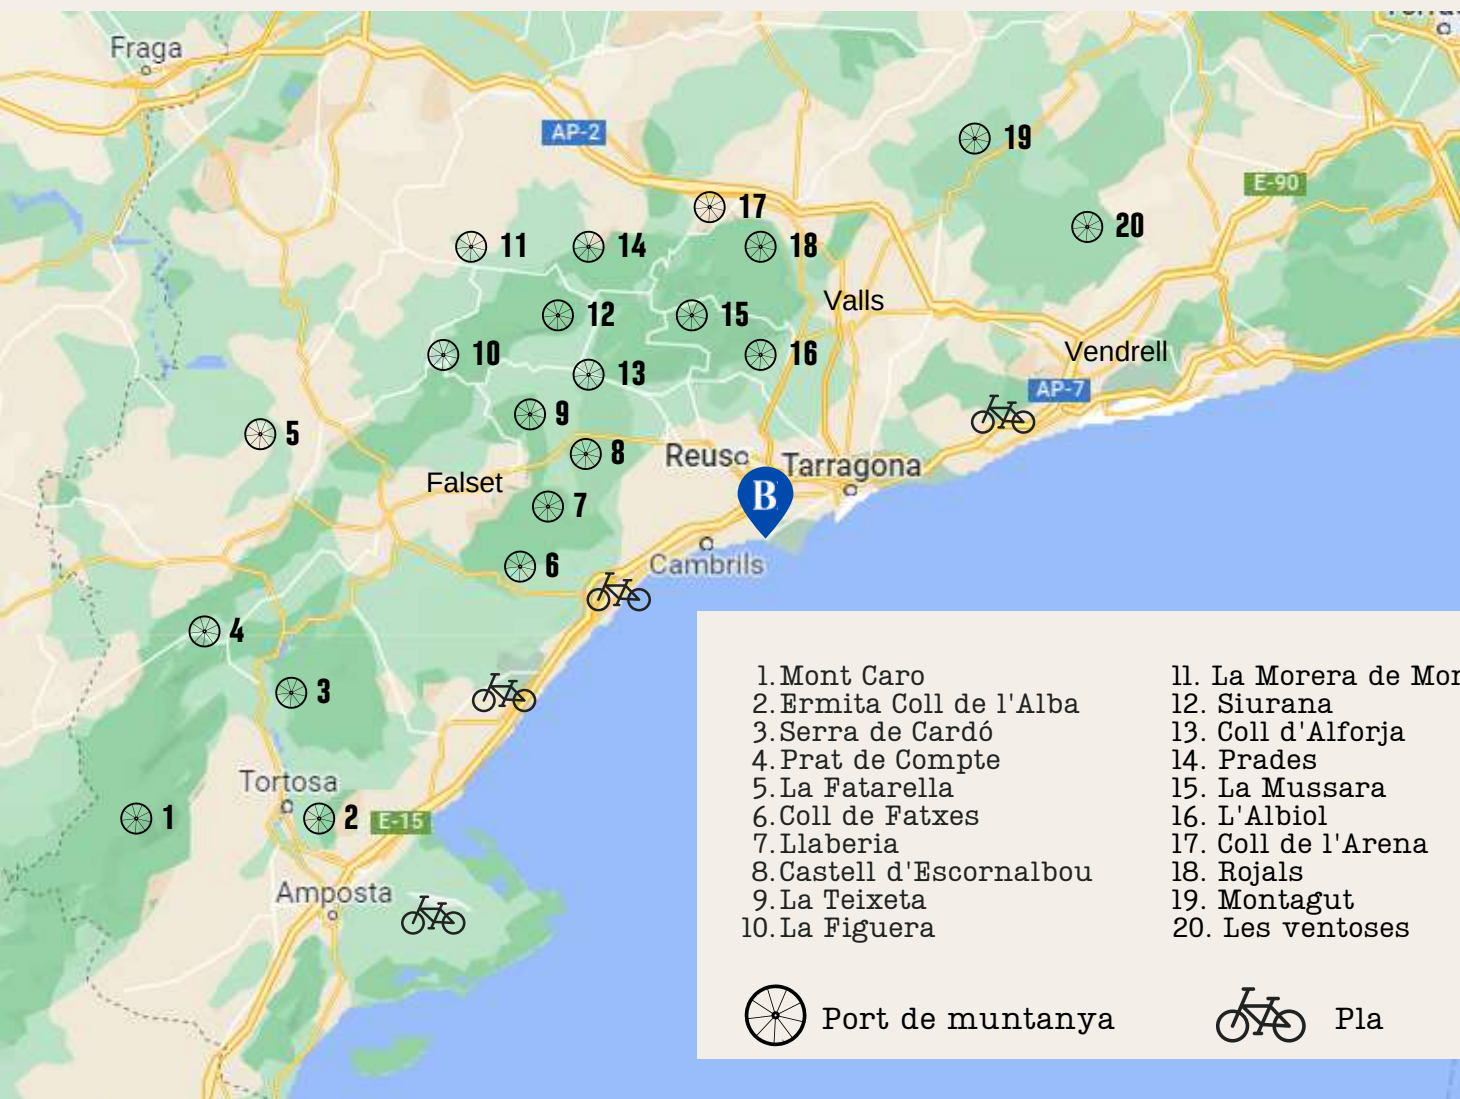 Fraga
AP-2
19
E-90
17
20
11
14
18
Valls
12
15
10
16
Vendrell
13
AP-7
9
5
8
Reus
Tarragona
Falset
B
7
Cambrils
6
4
3
Tortosa
1
2
E-15
Amposta
1. Mont Caro
2. Ermita Coll de l'Alba
3. Serra de Cardó
4. Prat de Compte
5. La Fatarella
6. Coll de Fatxes
7. Llaberia
8. Castell d'Escornalbou
9. La Teixeta
10. La Figuera
11. La Morera de Mon
12. Siurana
13. Coll d'Alforja
14. Prades
15. La Mussara
16. L'Albiol
17. Coll de l'Arena
18. Rojals
19. Montagut
20. Les ventoses
Port de muntanya
Pla